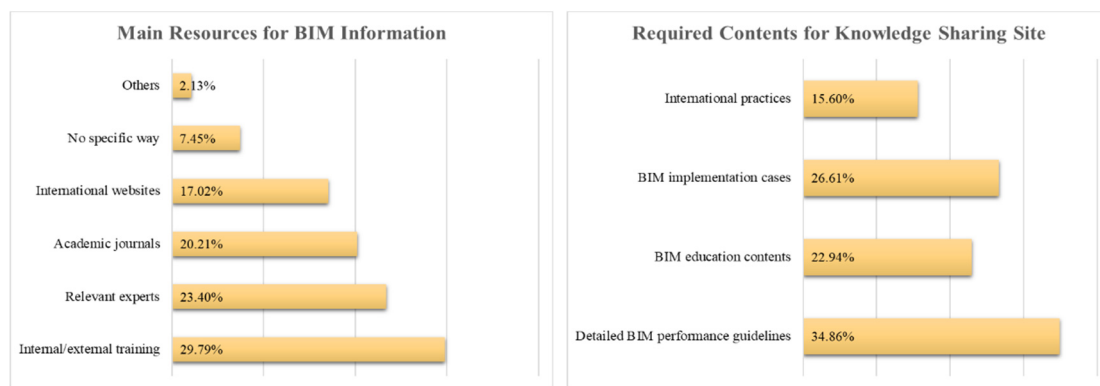 Main Resources for BIM Information
Others 2.13%
No specific way 7.45%
International websites 17.02%
Academic journals 20.21%
Relevant experts 23.40%
Internal/external training 29.79%
Required Contents for Knowledge Sharing Site
International practices 15.60%
BIM implementation cases 26.61%
BIM education contents 22.94%
Detailed BIM performance guidelines 34.86%